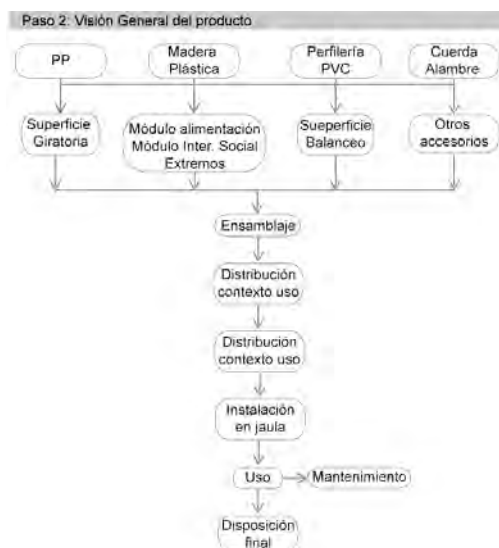 Paso 2: Visión General del producto
PP
Madera
Plástica
Perfilería
PVC
Cuerda
Alambre
Superficie
Giratoria
Módulo alimentación
Módulo Inter. Social
Extremos
Sueperficie
Balanceo
Otros
accesorios
Ensamblaje
Distribución
contexto uso
Distribución
contexto uso
Instalación
en jaula
Uso
Mantenimiento
Disposición
final